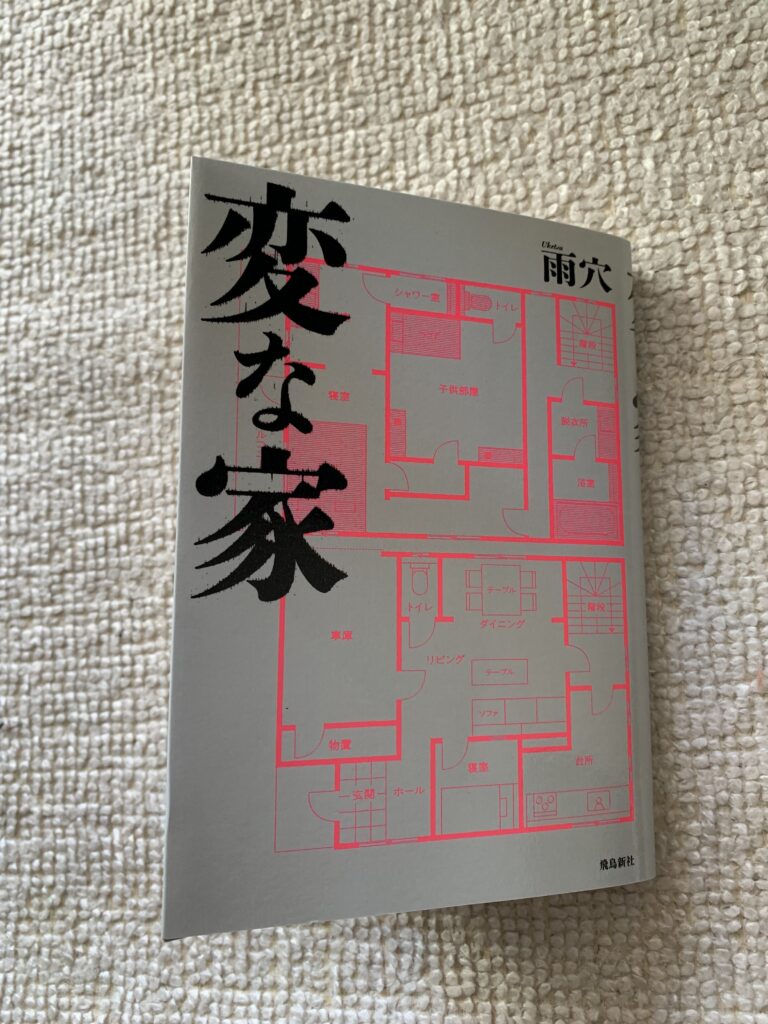 変な家
Uketsu
雨穴
シャワー室
トイレ
階段
寝室
子供部屋
脱衣所
浴室
テーブル
トイレ
ダイニング
階段
車庫
リビング
テーブル
ソファ
物置
寝室
台所
玄関
ホール
飛鳥新社